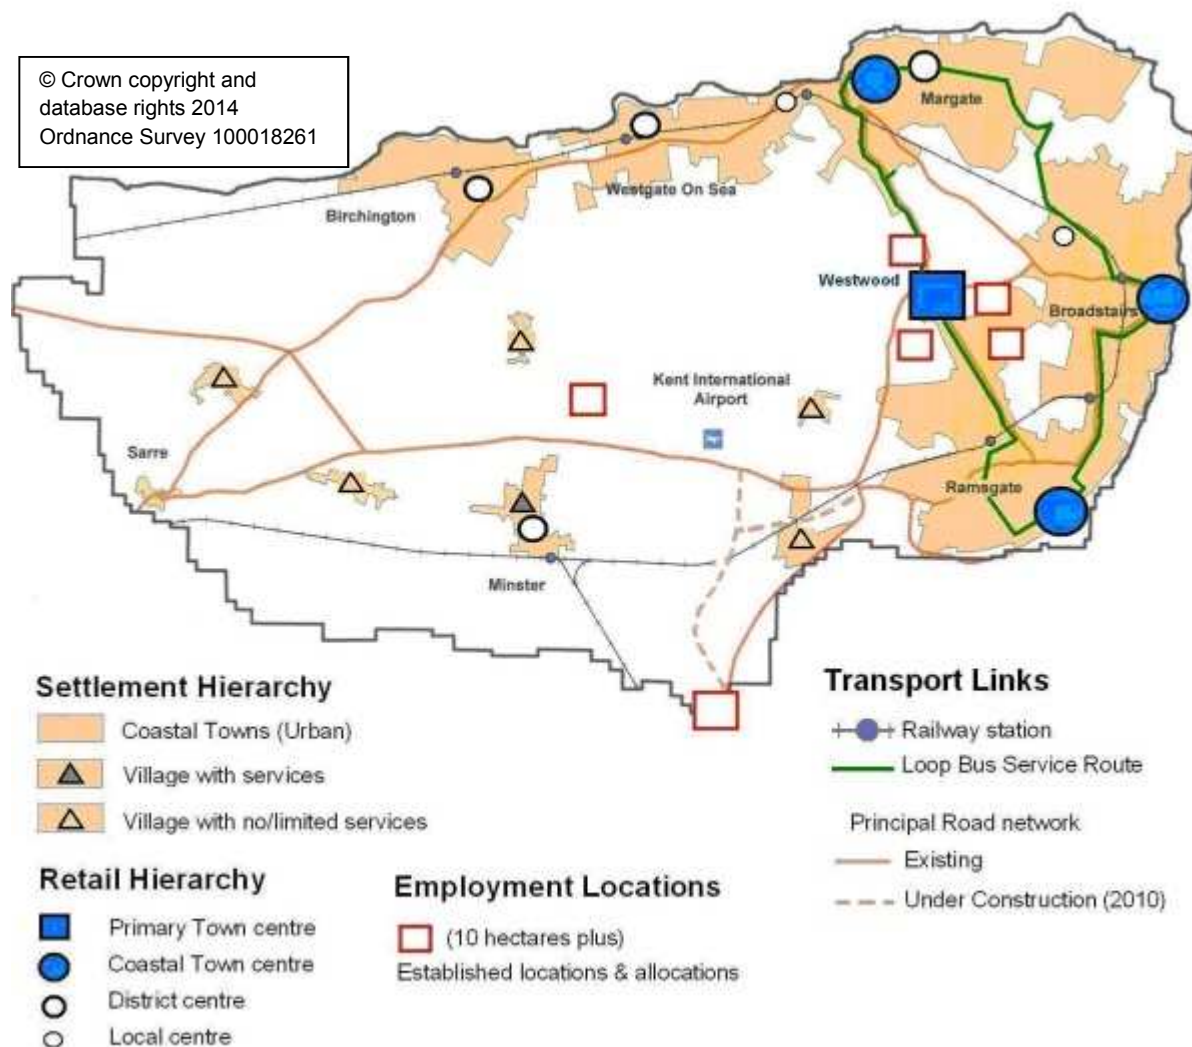 © Crown copyright and
database rights 2014
Ordnance Survey 100018261
Margate
Westgate On Sea
Birchington
Westwood
Broadstairs
Kent International
Airport
Sarre
Ramsgate
Minster
Settlement Hierarchy
Coastal Towns (Urban)
Village with services
Village with no/limited services
Retail Hierarchy
Primary Town centre
Coastal Town centre
District centre
Local centre
Employment Locations
(10 hectares plus)
Established locations & allocations
Transport Links
Railway station
Loop Bus Service Route
Principal Road network
Existing
Under Construction (2010)